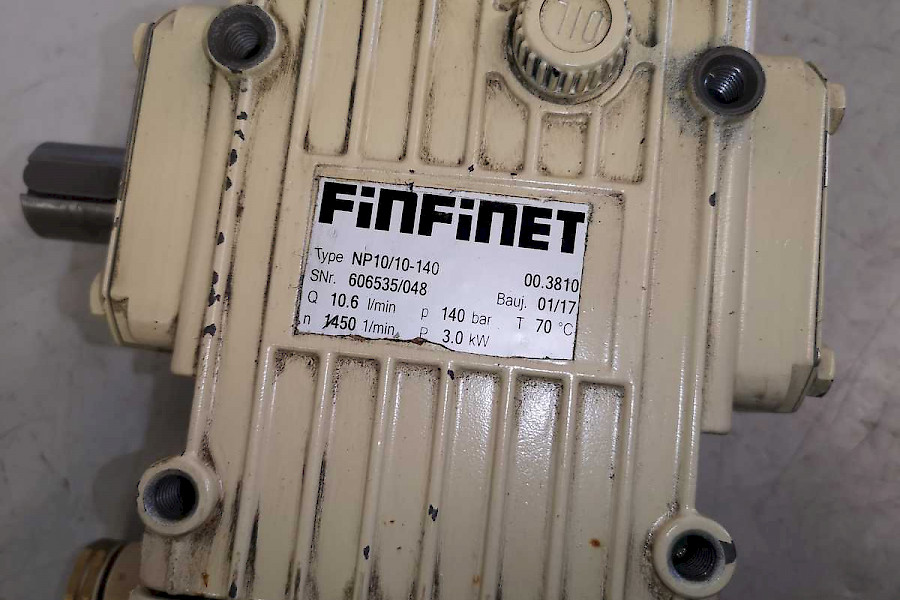 OIL
FiNFiNET
Type NP10/10-140 00.3810
SNr. 606535/048 Bauj. 01/17
Q 10.6 l/min p 140 bar T 70 °C
n 1450 1/min P 3.0 kW